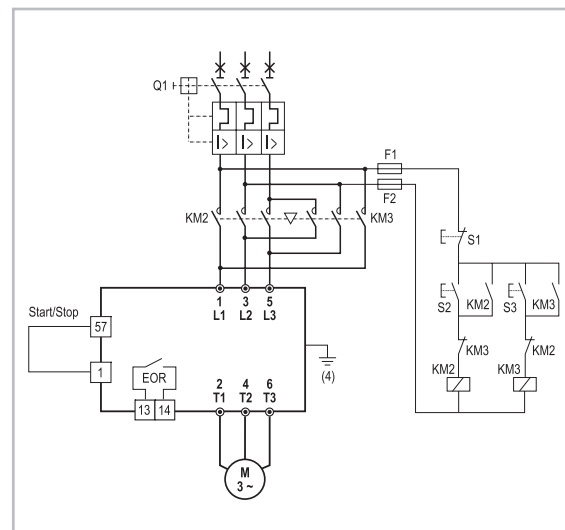 Q1
I>
I>
I>
F1
F2
KM2
KM3
S1
S2
KM2
S3
KM3
KM3
KM2
KM2
KM3
Start/Stop
57
1
1
3
5
L1
L2
L3
(4)
EOR
13
14
2
4
6
T1
T2
T3
M
3 ~